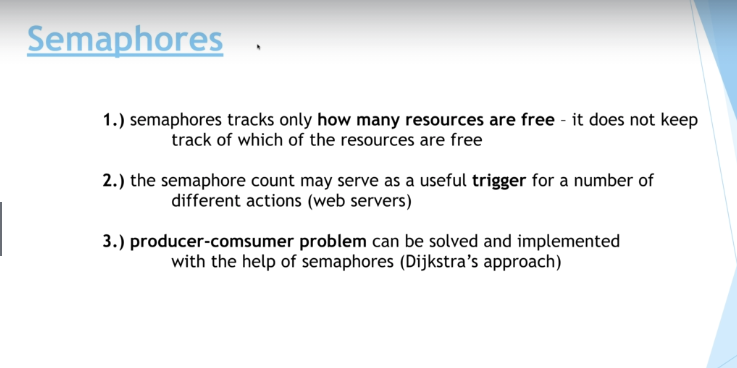 Semaphores
1.) semaphores tracks only how many resources are free - it does not keep
track of which of the resources are free
2.) the semaphore count may serve as a useful trigger for a number of
different actions (web servers)
3.) producer-comsumer problem can be solved and implemented
with the help of semaphores (Dijkstra's approach)